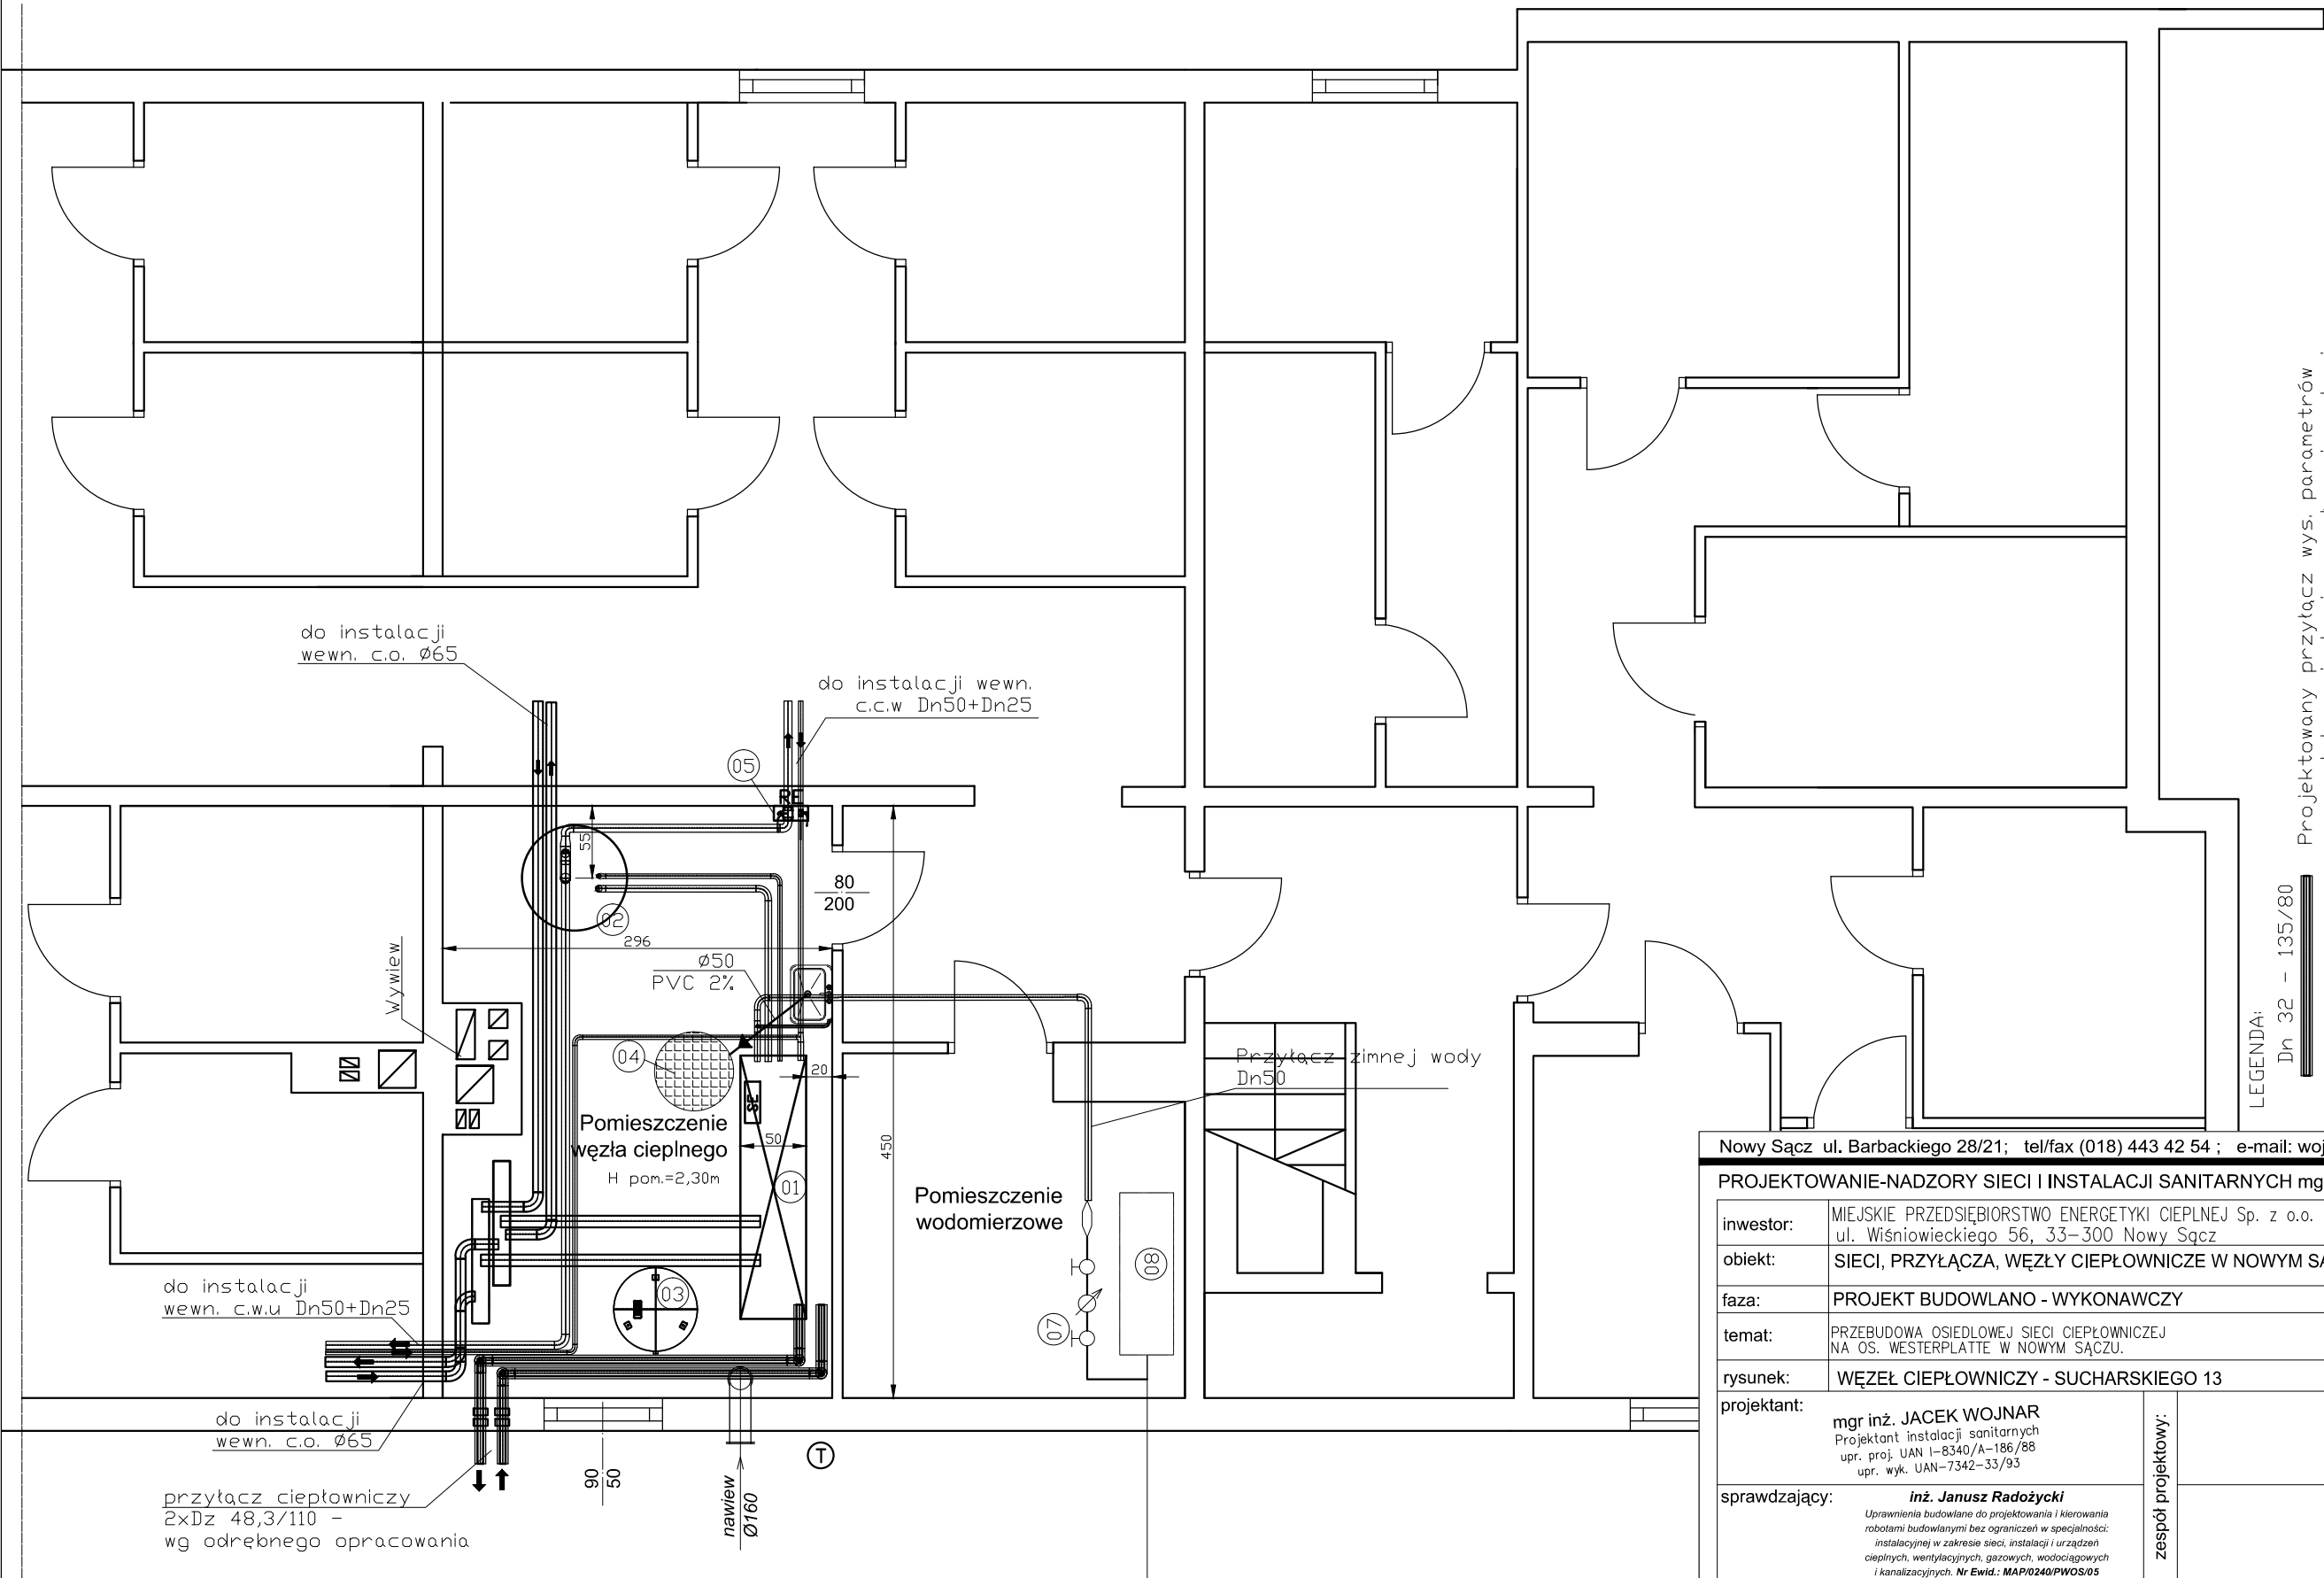 do instalacji
wewn. c.o. Ø65
do instalacji wewn.
c.c.w Dn50+Dn25
05
RE
55
02
80
200
296
Wywiew
Ø50
PVC 2%
04
20
SE
Pomieszczenie
węzła cieplnego
H pom.=2,30m
50
01
450
Przyłącz zimnej wody
Dn50
Pomieszczenie
wodomierzowe
08
07
03
do instalacji
wewn. c.w.u Dn50+Dn25
do instalacji
wewn. c.o. Ø65
przyłącz ciepłowniczy
2xDz 48,3/110 -
wg odrębnego opracowania
90
50
nawiew
Ø160
T
Projektowany przyłącz wys. parametrów
Dn 32 - 135/80
LEGENDA:
Nowy Sącz ul. Barbackiego 28/21; tel/fax (018) 443 42 54 ; e-mail: woj
PROJEKTOWANIE-NADZORY SIECI I INSTALACJI SANITARNYCH mg
inwestor:
MIEJSKIE PRZEDSIĘBIORSTWO ENERGETYKI CIEPLNEJ Sp. z o.o.
ul. Wiśniowieckiego 56, 33-300 Nowy Sącz
obiekt:
SIECI, PRZYŁĄCZA, WĘZŁY CIEPŁOWNICZE W NOWYM SA
faza:
PROJEKT BUDOWLANO - WYKONAWCZY
temat:
PRZEBUDOWA OSIEDLOWEJ SIECI CIEPŁOWNICZEJ
NA OS. WESTERPLATTE W NOWYM SĄCZU.
rysunek:
WĘZEŁ CIEPŁOWNICZY - SUCHARSKIEGO 13
projektant:
mgr inż. JACEK WOJNAR
Projektant instalacji sanitarnych
upr. proj. UAN I-8340/A-186/88
upr. wyk. UAN-7342-33/93
zespół projektowy:
sprawdzający:
inż. Janusz Radożycki
Uprawnienia budowlane do projektowania i kierowania
robotami budowlanymi bez ograniczeń w specjalności:
instalacyjnej w zakresie sieci, instalacji i urządzeń
cieplnych, wentylacyjnych, gazowych, wodociągowych
i kanalizacyjnych. Nr Ewid.: MAP/0240/PWOS/05